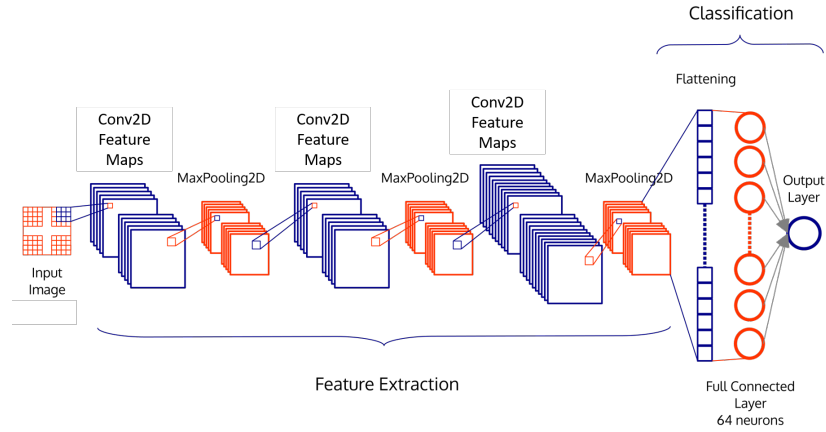 Classification
Flattening
Conv2D
Feature
Maps
Conv2D
Feature
Maps
Conv2D
Feature
Maps
MaxPooling2D
MaxPooling2D
MaxPooling2D
Output
Layer
Input
Image
Feature Extraction
Full Connected
Layer
64 neurons